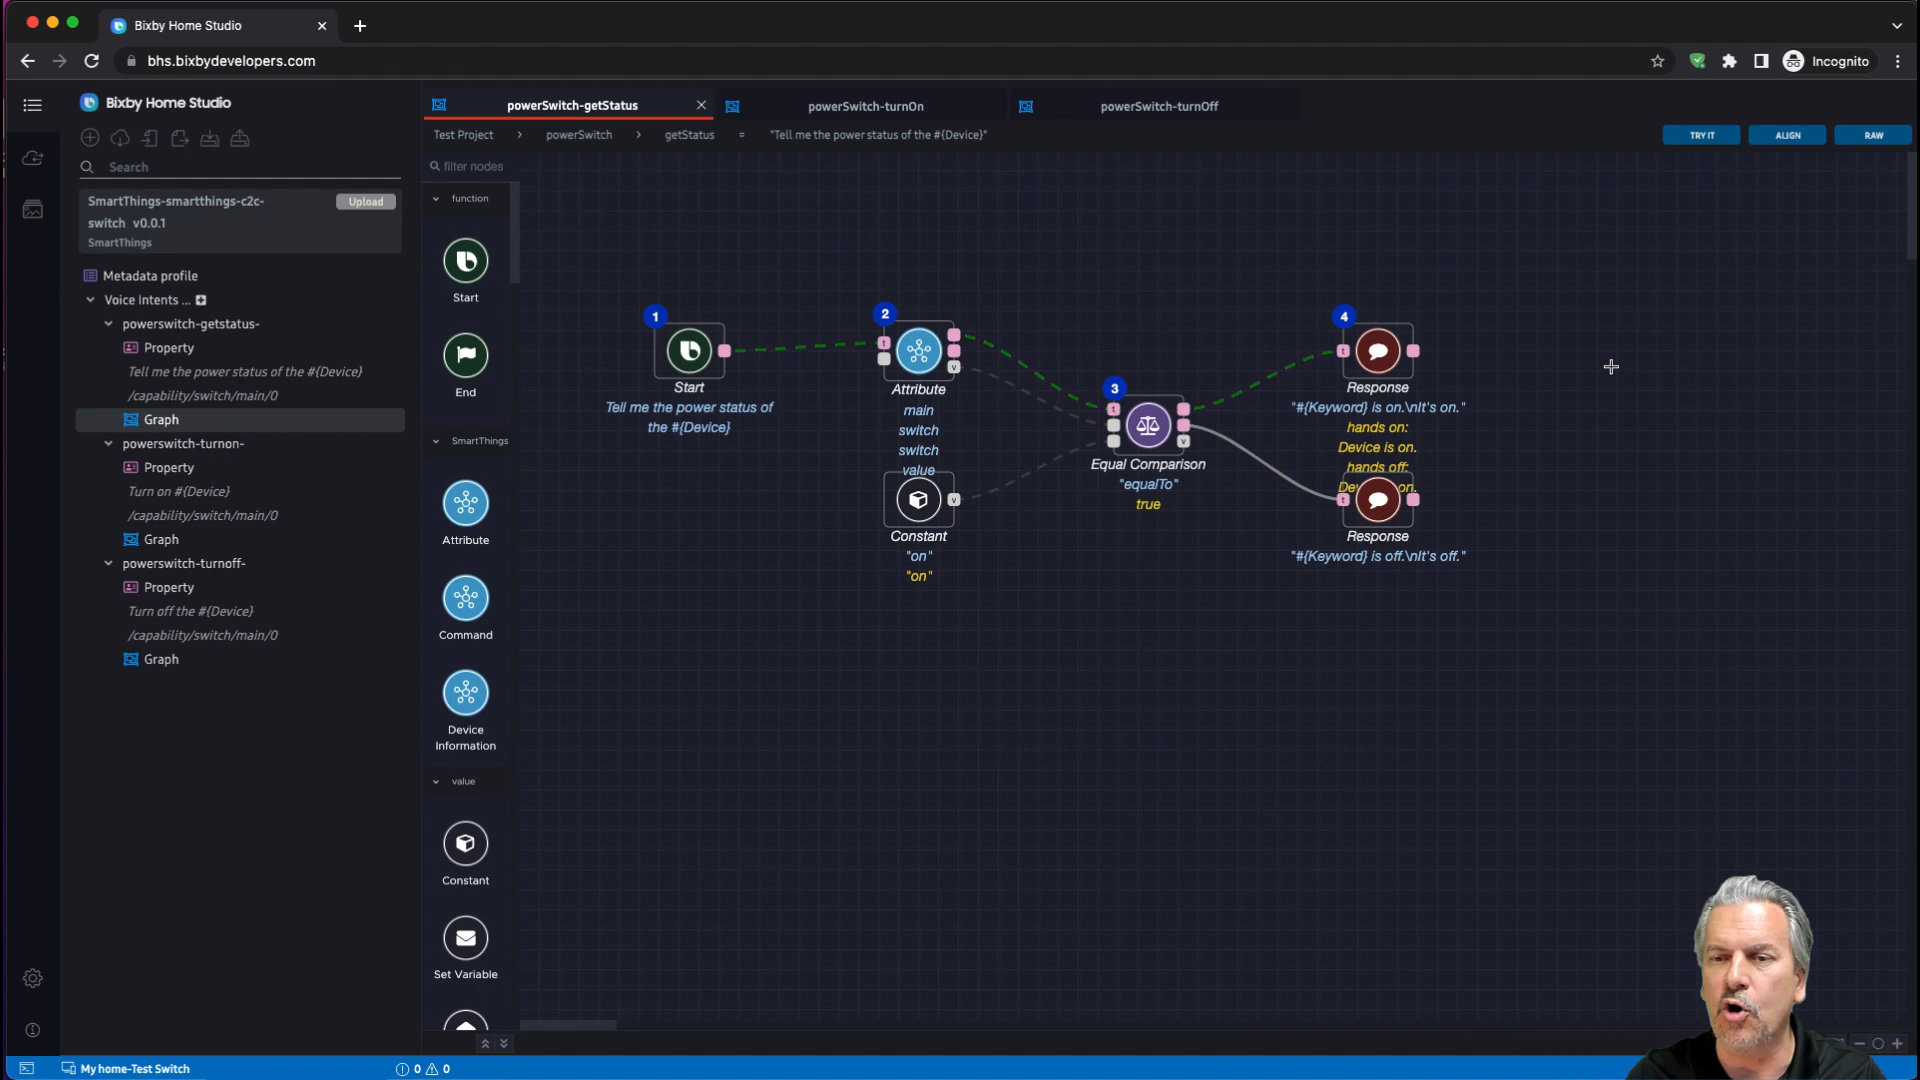 Bixby Home Studio
bhs.bixbydevelopers.com
Incognito
Bixby Home Studio
powerSwitch-getStatus
powerSwitch-turnOn
powerSwitch-turnOff
Test Project > powerSwitch > getStatus = "Tell me the power status of the #{Device}"
TRY IT
ALIGN
RAW
Search
SmartThings-smartthings-c2c-
switch v0.0.1
SmartThings
Upload
Metadata profile
Voice Intents ...
powerswitch-getstatus-
Property
Tell me the power status of the #{Device}
/capability/switch/main/0
Graph
powerswitch-turnon-
Property
Turn on #{Device}
/capability/switch/main/0
Graph
powerswitch-turnoff-
Property
Turn off the #{Device}
/capability/switch/main/0
Graph
filter nodes
function
Start
End
SmartThings
Attribute
Command
Device
Information
value
Constant
Set Variable
1
Start
Tell me the power status of
the #{Device}
2
t
v
Attribute
main
switch
switch
value
v
Constant
"on"
"on"
3
t
v
Equal Comparison
"equalTo"
true
4
t
Response
"#{Keyword} is on.\nIt's on."
hands on:
Device is on.
hands off:
t
Response
"#{Keyword} is off.\nIt's off."
My home-Test Switch
0 0